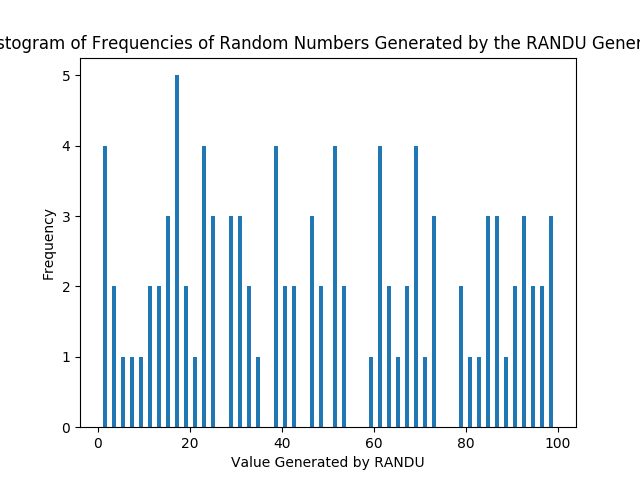 stogram of Frequencies of Random Numbers Generated by the RANDU Gener
5
4
3
2
1
0
Frequency
0 20 40 60 80 100
Value Generated by RANDU